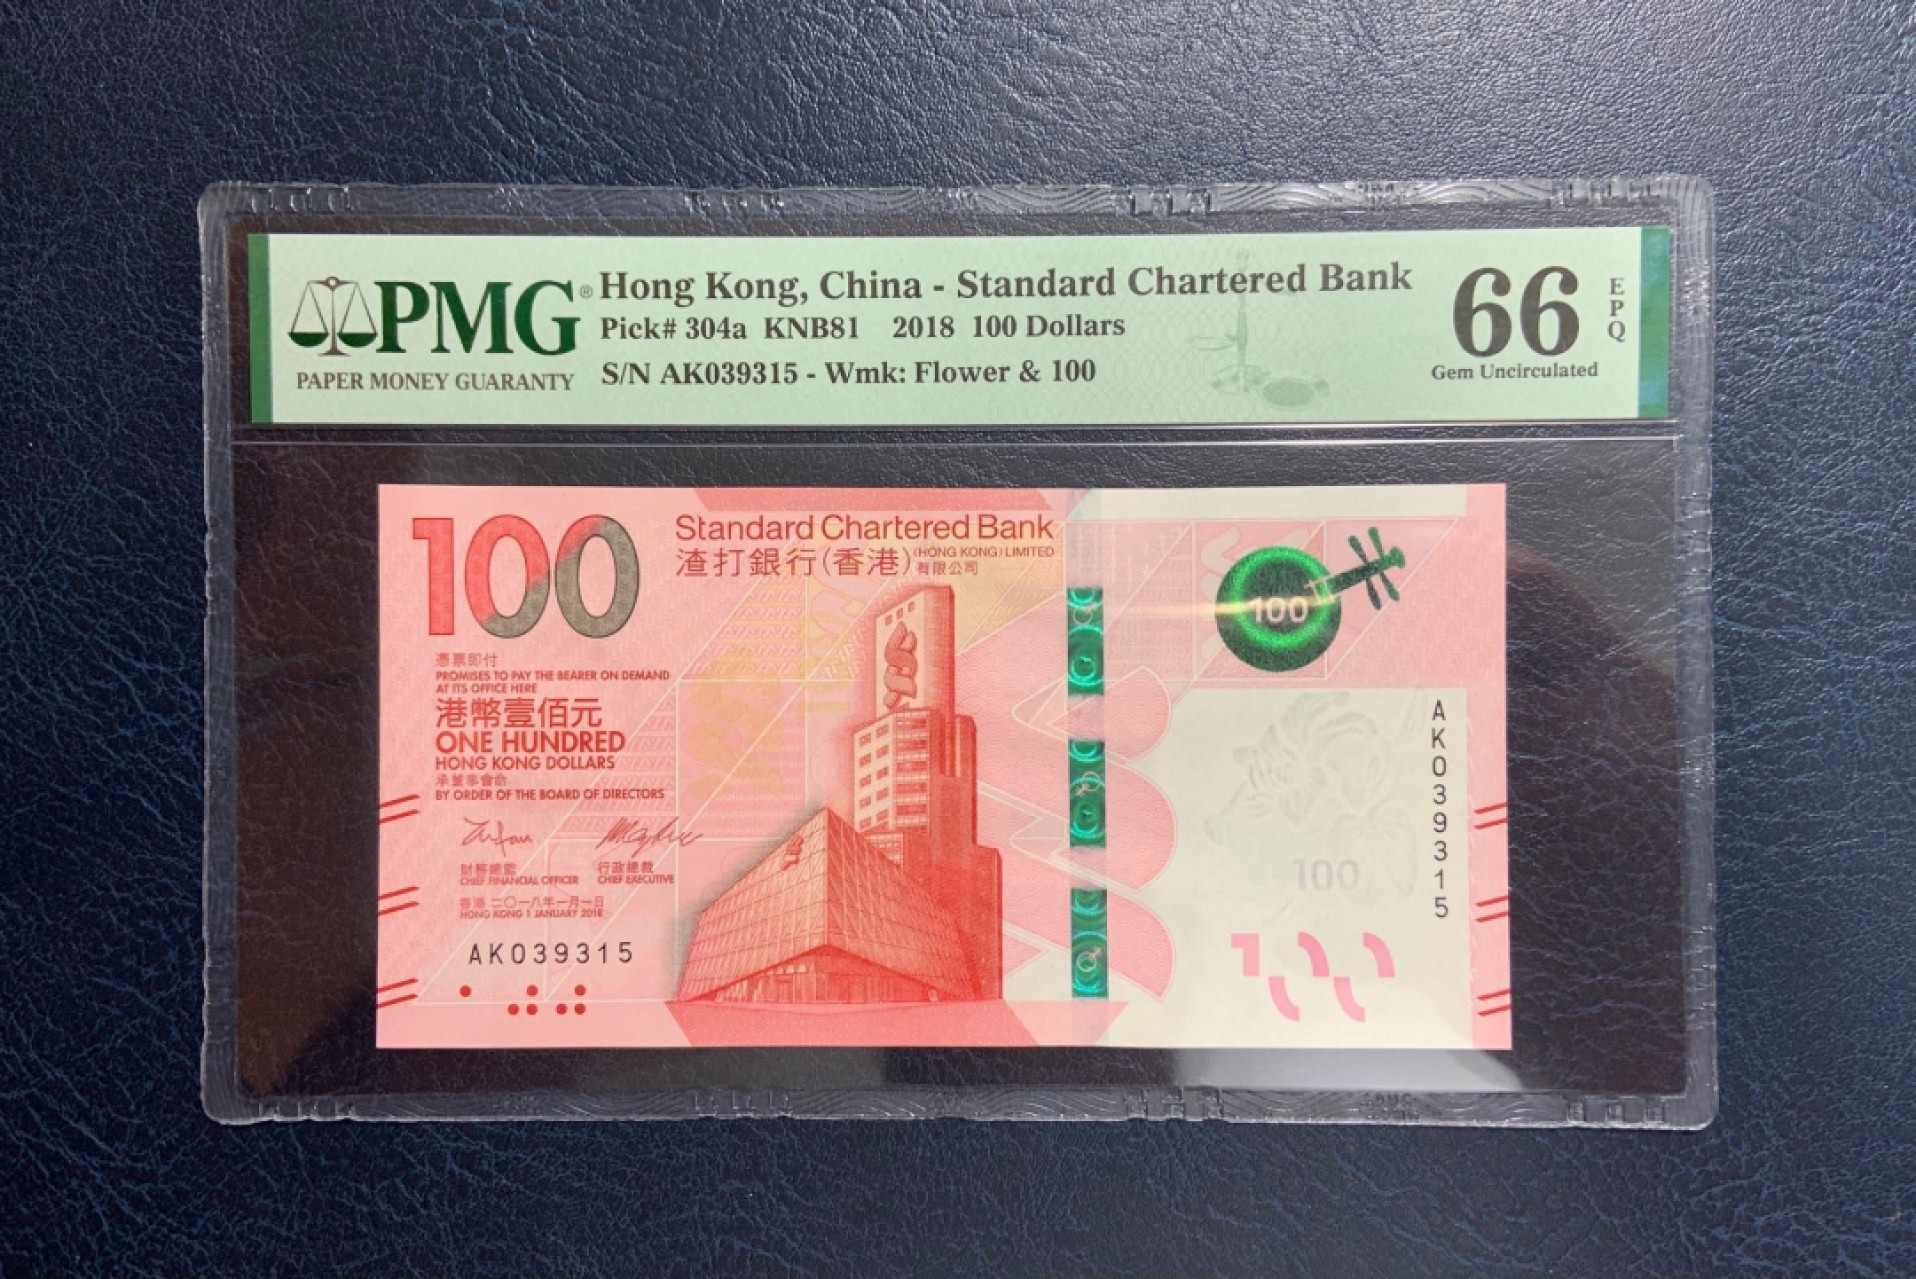 PMG®
PAPER MONEY GUARANTY
Hong Kong, China - Standard Chartered Bank
Pick# 304a KNB81 2018 100 Dollars
S/N AK039315 - Wmk: Flower & 100
66
EPQ
Gem Uncirculated
100
Standard Chartered Bank
(HONG KONG) LIMITED
渣打銀行(香港)有限公司
100
憑票即付
PROMISES TO PAY THE BEARER ON DEMAND
AT ITS OFFICE HERE
港幣壹佰元
ONE HUNDRED
HONG KONG DOLLARS
承董事會命
BY ORDER OF THE BOARD OF DIRECTORS
財務總監 行政總裁
CHIEF FINANCIAL OFFICER CHIEF EXECUTIVE
香港 二〇一八年一月一日
HONG KONG 1 JANUARY 2018
AK039315
AK039315
100